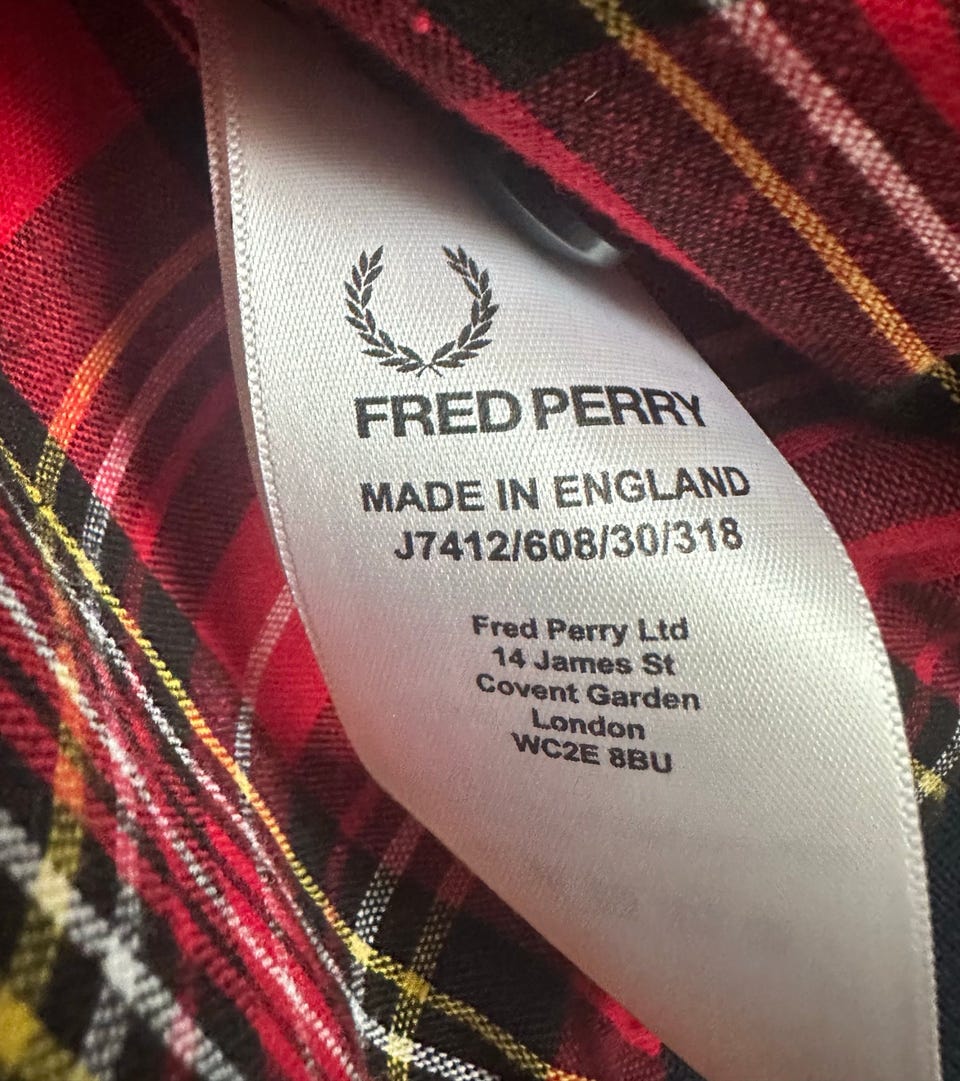 FRED PERRY
MADE IN ENGLAND
J7412/608/30/318
Fred Perry Ltd
14 James St
Covent Garden
London
WC2E 8BU